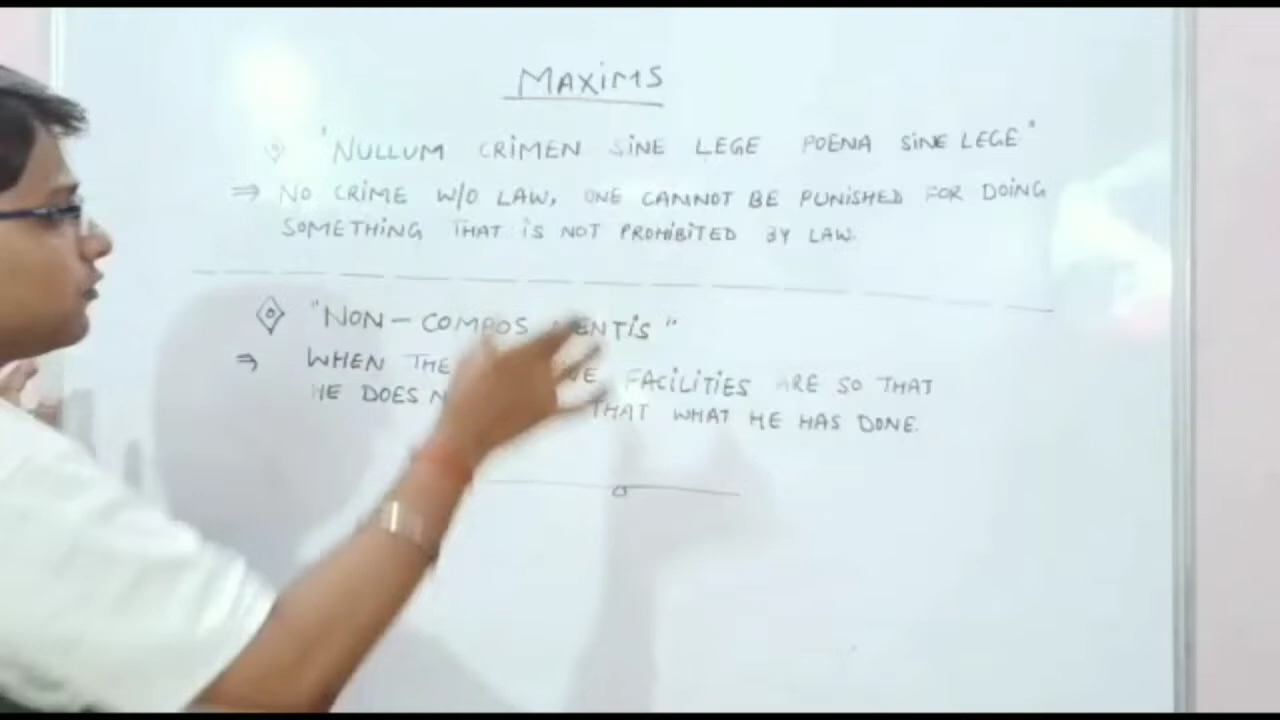 MAXIMS
"NULLUM CRIMEN SINE LEGE POENA SINE LEGE"
⇒ NO CRIME W/O LAW, ONE CANNOT BE PUNISHED FOR DOING
SOMETHING THAT IS NOT PROHIBITED BY LAW.
"NON-COMPOS MENTIS"
⇒ WHEN THE FACILITIES ARE SO THAT
HE DOES THAT WHAT HE HAS DONE.